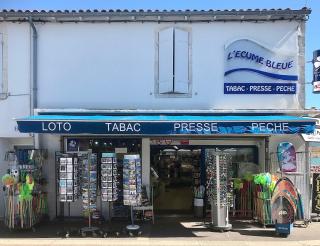 L'ECUME BLEUE
TABAC - PRESSE - PECHE
LOTO TABAC PRESSE PECHE